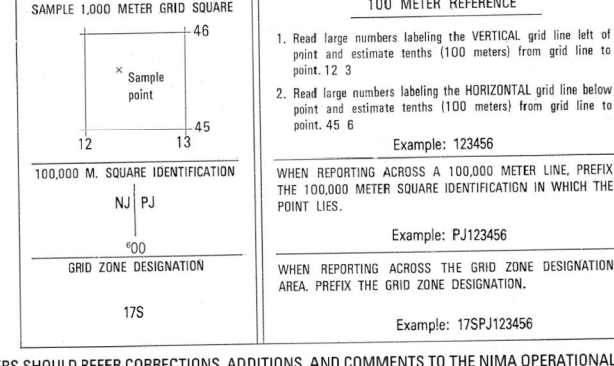 SAMPLE 1,000 METER GRID SQUARE
46
× Sample
point
45
12
13
100,000 M. SQUARE IDENTIFICATION
NJ PJ
⁶00
GRID ZONE DESIGNATION
17S
100 METER REFERENCE
1. Read large numbers labeling the VERTICAL grid line left of
point and estimate tenths (100 meters) from grid line to
point. 12 3
2. Read large numbers labeling the HORIZONTAL grid line below
point and estimate tenths (100 meters) from grid line to
point. 45 6
Example: 123456
WHEN REPORTING ACROSS A 100,000 METER LINE, PREFIX
THE 100,000 METER SQUARE IDENTIFICATION IN WHICH THE
POINT LIES.
Example: PJ123456
WHEN REPORTING ACROSS THE GRID ZONE DESIGNATION
AREA. PREFIX THE GRID ZONE DESIGNATION.
Example: 17SPJ123456
SHOULD REFER CORRECTIONS, ADDITIONS, AND COMMENTS TO THE NIMA OPERATIONAL